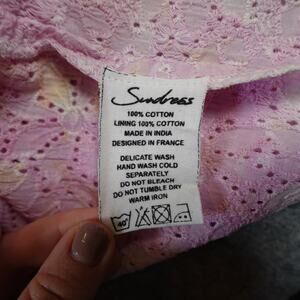 Sundress
100% COTTON
LINING 100% COTTON
MADE IN INDIA
DESIGNED IN FRANCE
DELICATE WASH
HAND WASH COLD
SEPARATELY
DO NOT BLEACH
DO NOT TUMBLE DRY
WARM IRON
40°